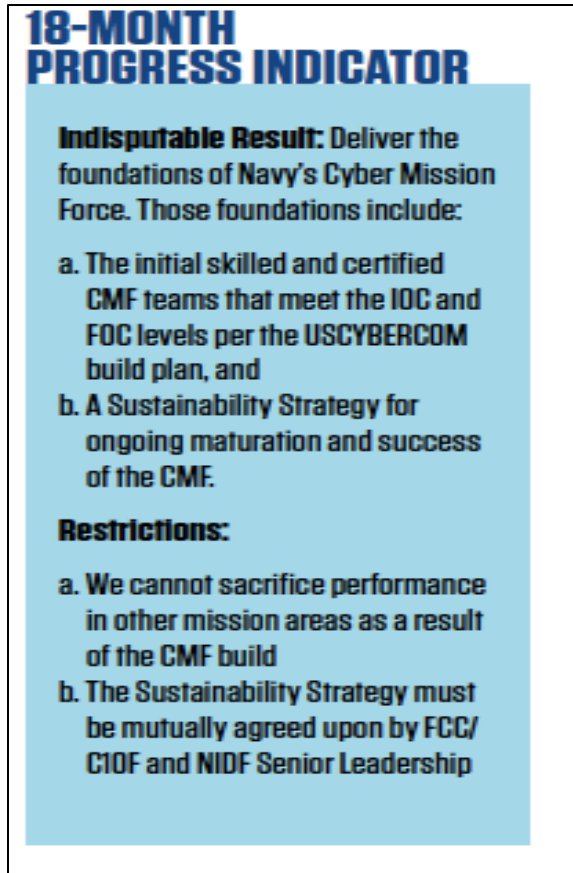 18-MONTH
PROGRESS INDICATOR
Indisputable Result: Deliver the
foundations of Navy's Cyber Mission
Force. Those foundations include:
a. The initial skilled and certified
CMF teams that meet the IOC and
FOC levels per the USCYBERCOM
build plan, and
b. A Sustainability Strategy for
ongoing maturation and success
of the CMF.
Restrictions:
a. We cannot sacrifice performance
in other mission areas as a result
of the CMF build
b. The Sustainability Strategy must
be mutually agreed upon by FCC/
C10F and NIDF Senior Leadership